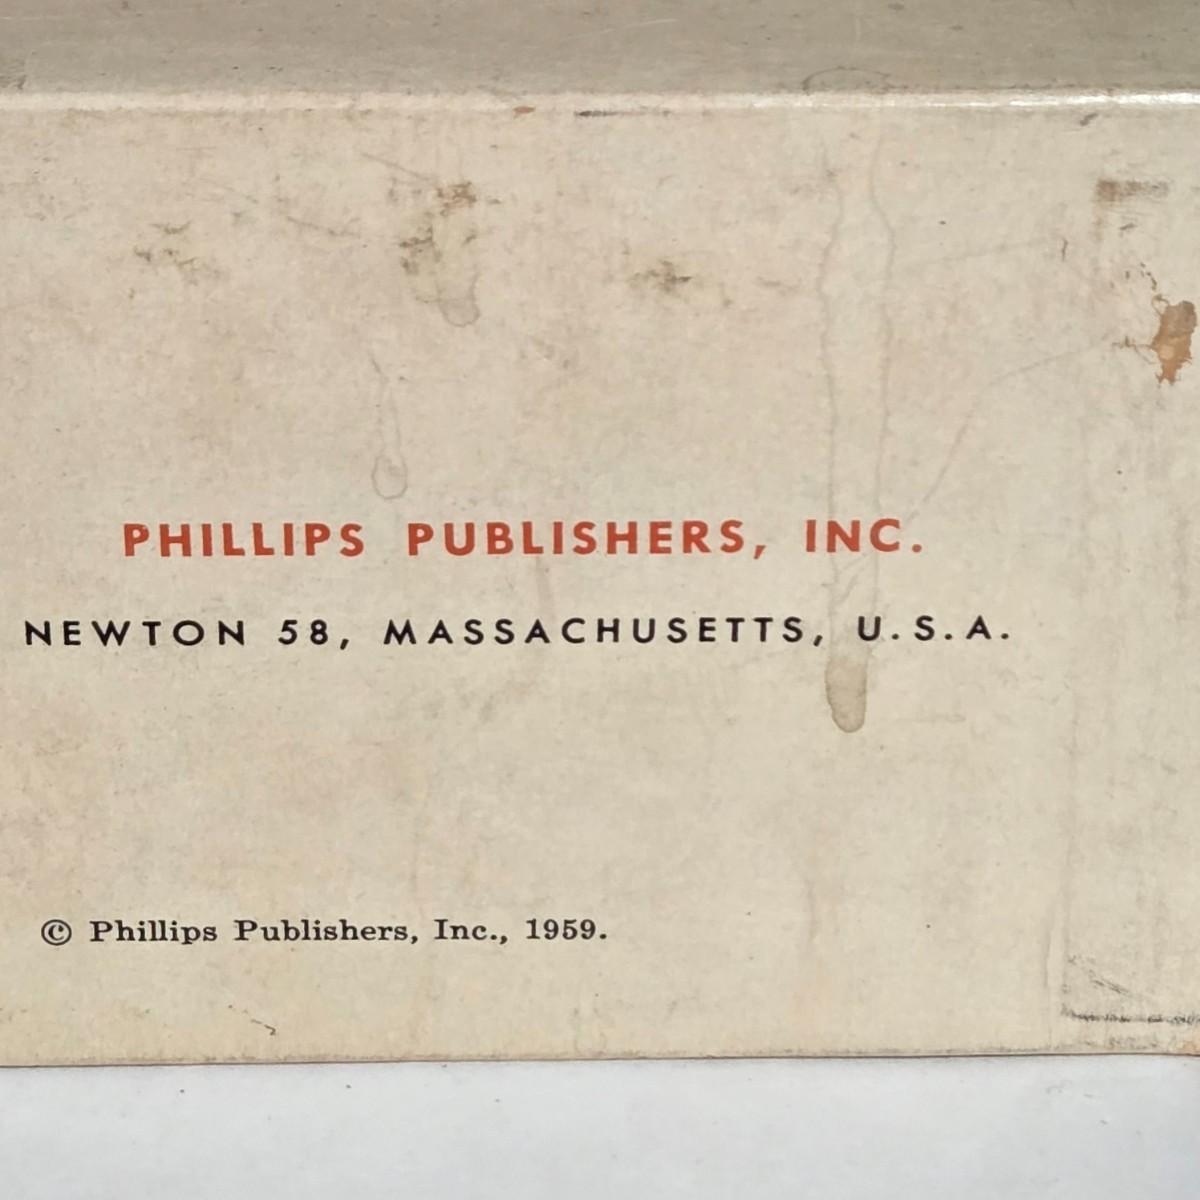 PHILLIPS PUBLISHERS, INC.
NEWTON 58, MASSACHUSETTS, U.S.A.
© Phillips Publishers, Inc., 1959.